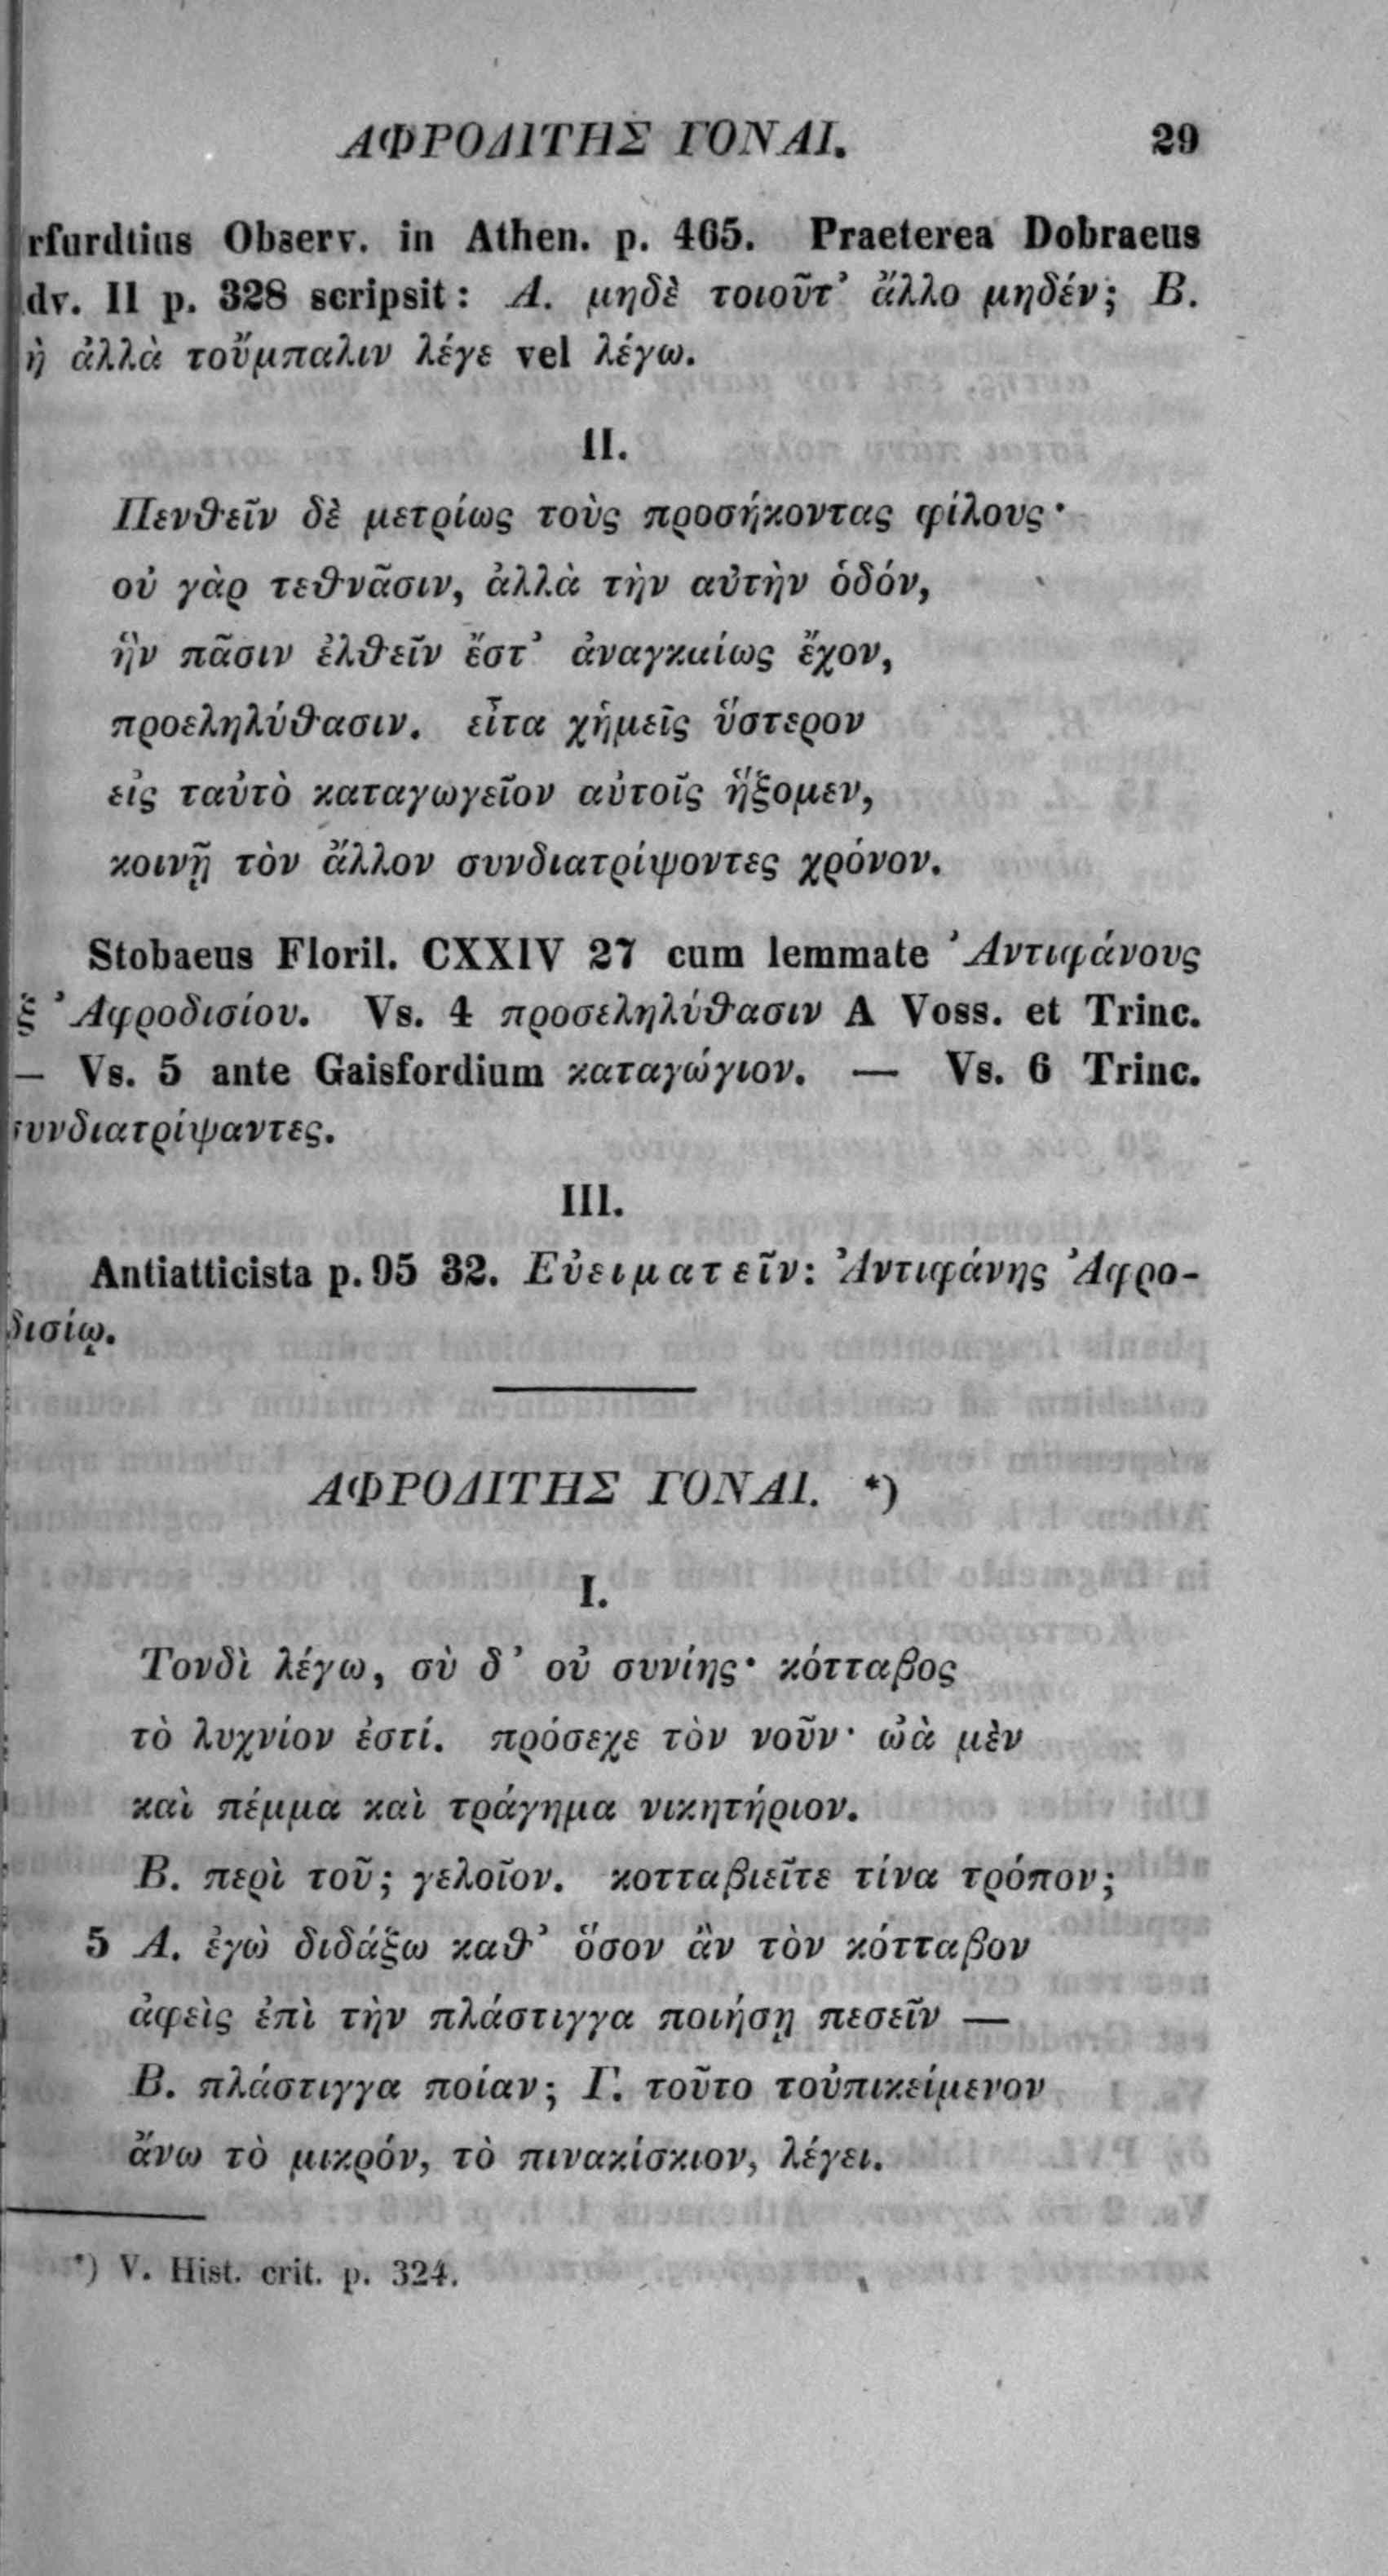 ΑΦΡΟΔΙΤΗΣ ΓΟΝΑΙ. 29
rfurdtius Observ. in Athen. p. 465. Praeterea Dobraeus
dv. II p. 328 scripsit: Α. μηδὲ τοιοῦτ’ ἄλλο μηδέν; Β.
ὴ ἀλλὰ τοὔμπαλιν λέγε vel λέγω.
II.
Πενθεῖν δὲ μετρίως τοὺς προσήκοντας φίλους·
οὐ γὰρ τεθνᾶσιν, ἀλλὰ τὴν αὐτὴν ὁδόν,
ἣν πᾶσιν ἐλθεῖν ἔστ’ ἀναγκαίως ἔχον,
προεληλύθασιν. εἶτα χἠμεῖς ὕστερον
εἰς ταὐτὸ καταγωγεῖον αὐτοῖς ἥξομεν,
κοινῇ τὸν ἄλλον συνδιατρίψοντες χρόνον.
Stobaeus Floril. CXXIV 27 cum lemmate Ἀντιφάνους
ξ Ἀφροδισίου. Vs. 4 προσεληλύθασιν A Voss. et Trinc.
— Vs. 5 ante Gaisfordium καταγώγιον. — Vs. 6 Trinc.
συνδιατρίψαντες.
III.
Antiatticista p. 95 32. Εὐειματεῖν: Ἀντιφάνης Ἀφρο-
δισίῳ.
ΑΦΡΟΔΙΤΗΣ ΓΟΝΑΙ. *)
I.
Τονδὶ λέγω, σὺ δ’ οὐ συνίης· κότταβος
τὸ λυχνίον ἐστί. πρόσεχε τὸν νοῦν· ὠὰ μὲν
καὶ πέμμα καὶ τράγημα νικητήριον.
Β. περὶ τοῦ; γελοῖον. κοτταβιεῖτε τίνα τρόπον;
5 Α. ἐγὼ διδάξω καθ’ ὅσον ἂν τὸν κότταβον
ἀφεὶς ἐπὶ τὴν πλάστιγγα ποιήσῃ πεσεῖν —
Β. πλάστιγγα ποίαν; Γ. τοῦτο τοὐπικείμενον
ἄνω τὸ μικρόν, τὸ πινακίσκιον, λέγει.
*) V. Hist. crit. p. 324.